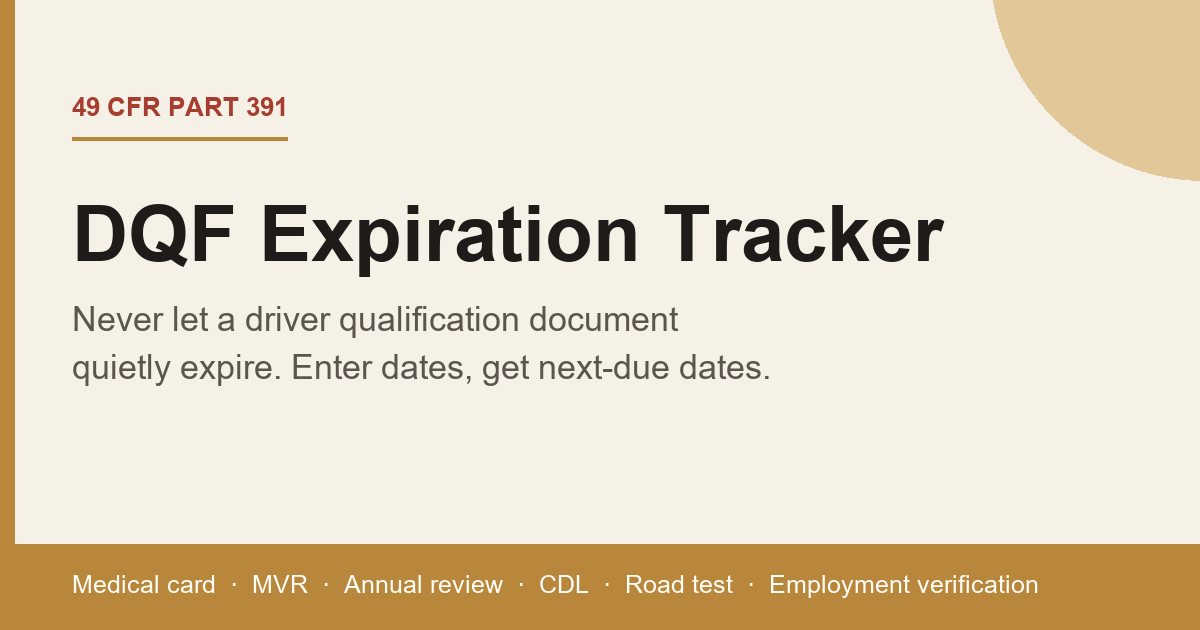 49 CFR PART 391
DQF Expiration Tracker
Never let a driver qualification document
quietly expire. Enter dates, get next-due dates.
Medical card · MVR · Annual review · CDL · Road test · Employment verification